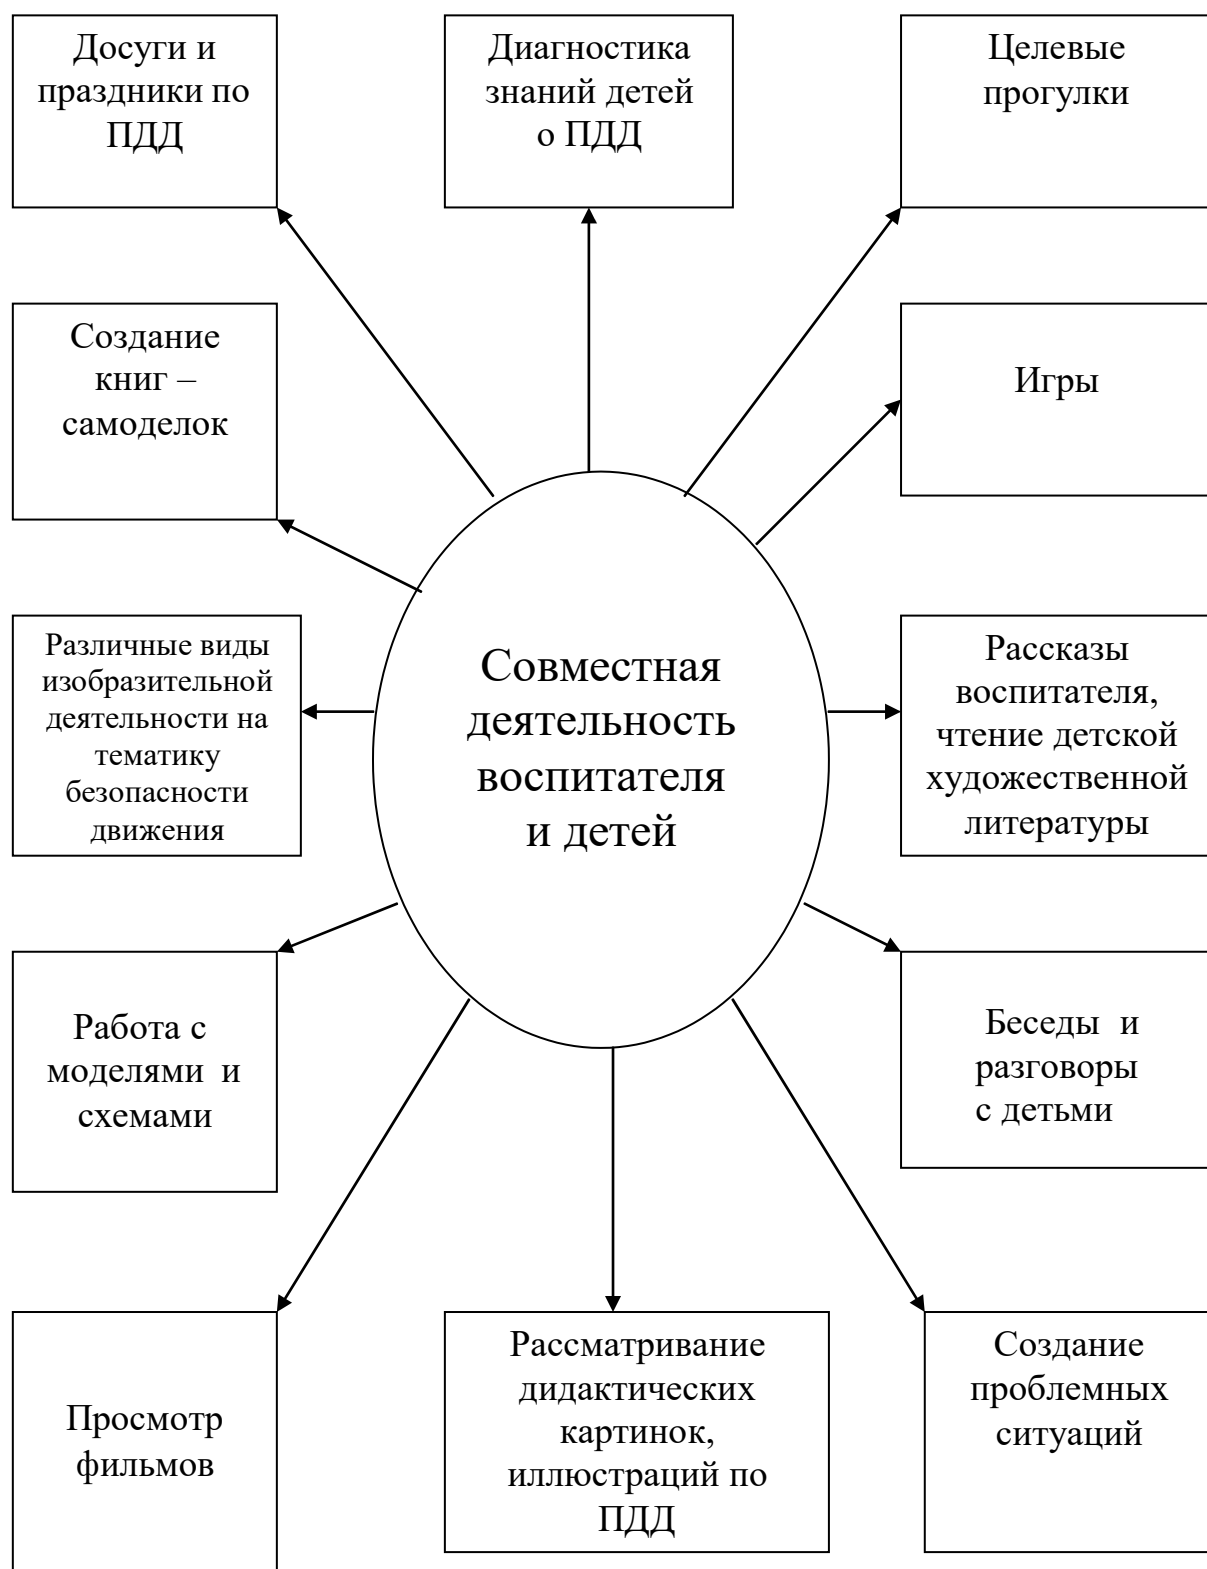 Досуги и
праздники по
ПДД
Диагностика
знаний детей
о ПДД
Целевые
прогулки
Создание
книг –
самоделок
Игры
Различные виды
изобразительной
деятельности на
тематику
безопасности
движения
Совместная
деятельность
воспитателя
и детей
Рассказы
воспитателя,
чтение детской
художественной
литературы
Работа с
моделями и
схемами
Беседы и
разговоры
с детьми
Просмотр
фильмов
Рассматривание
дидактических
картинок,
иллюстраций по
ПДД
Создание
проблемных
ситуаций